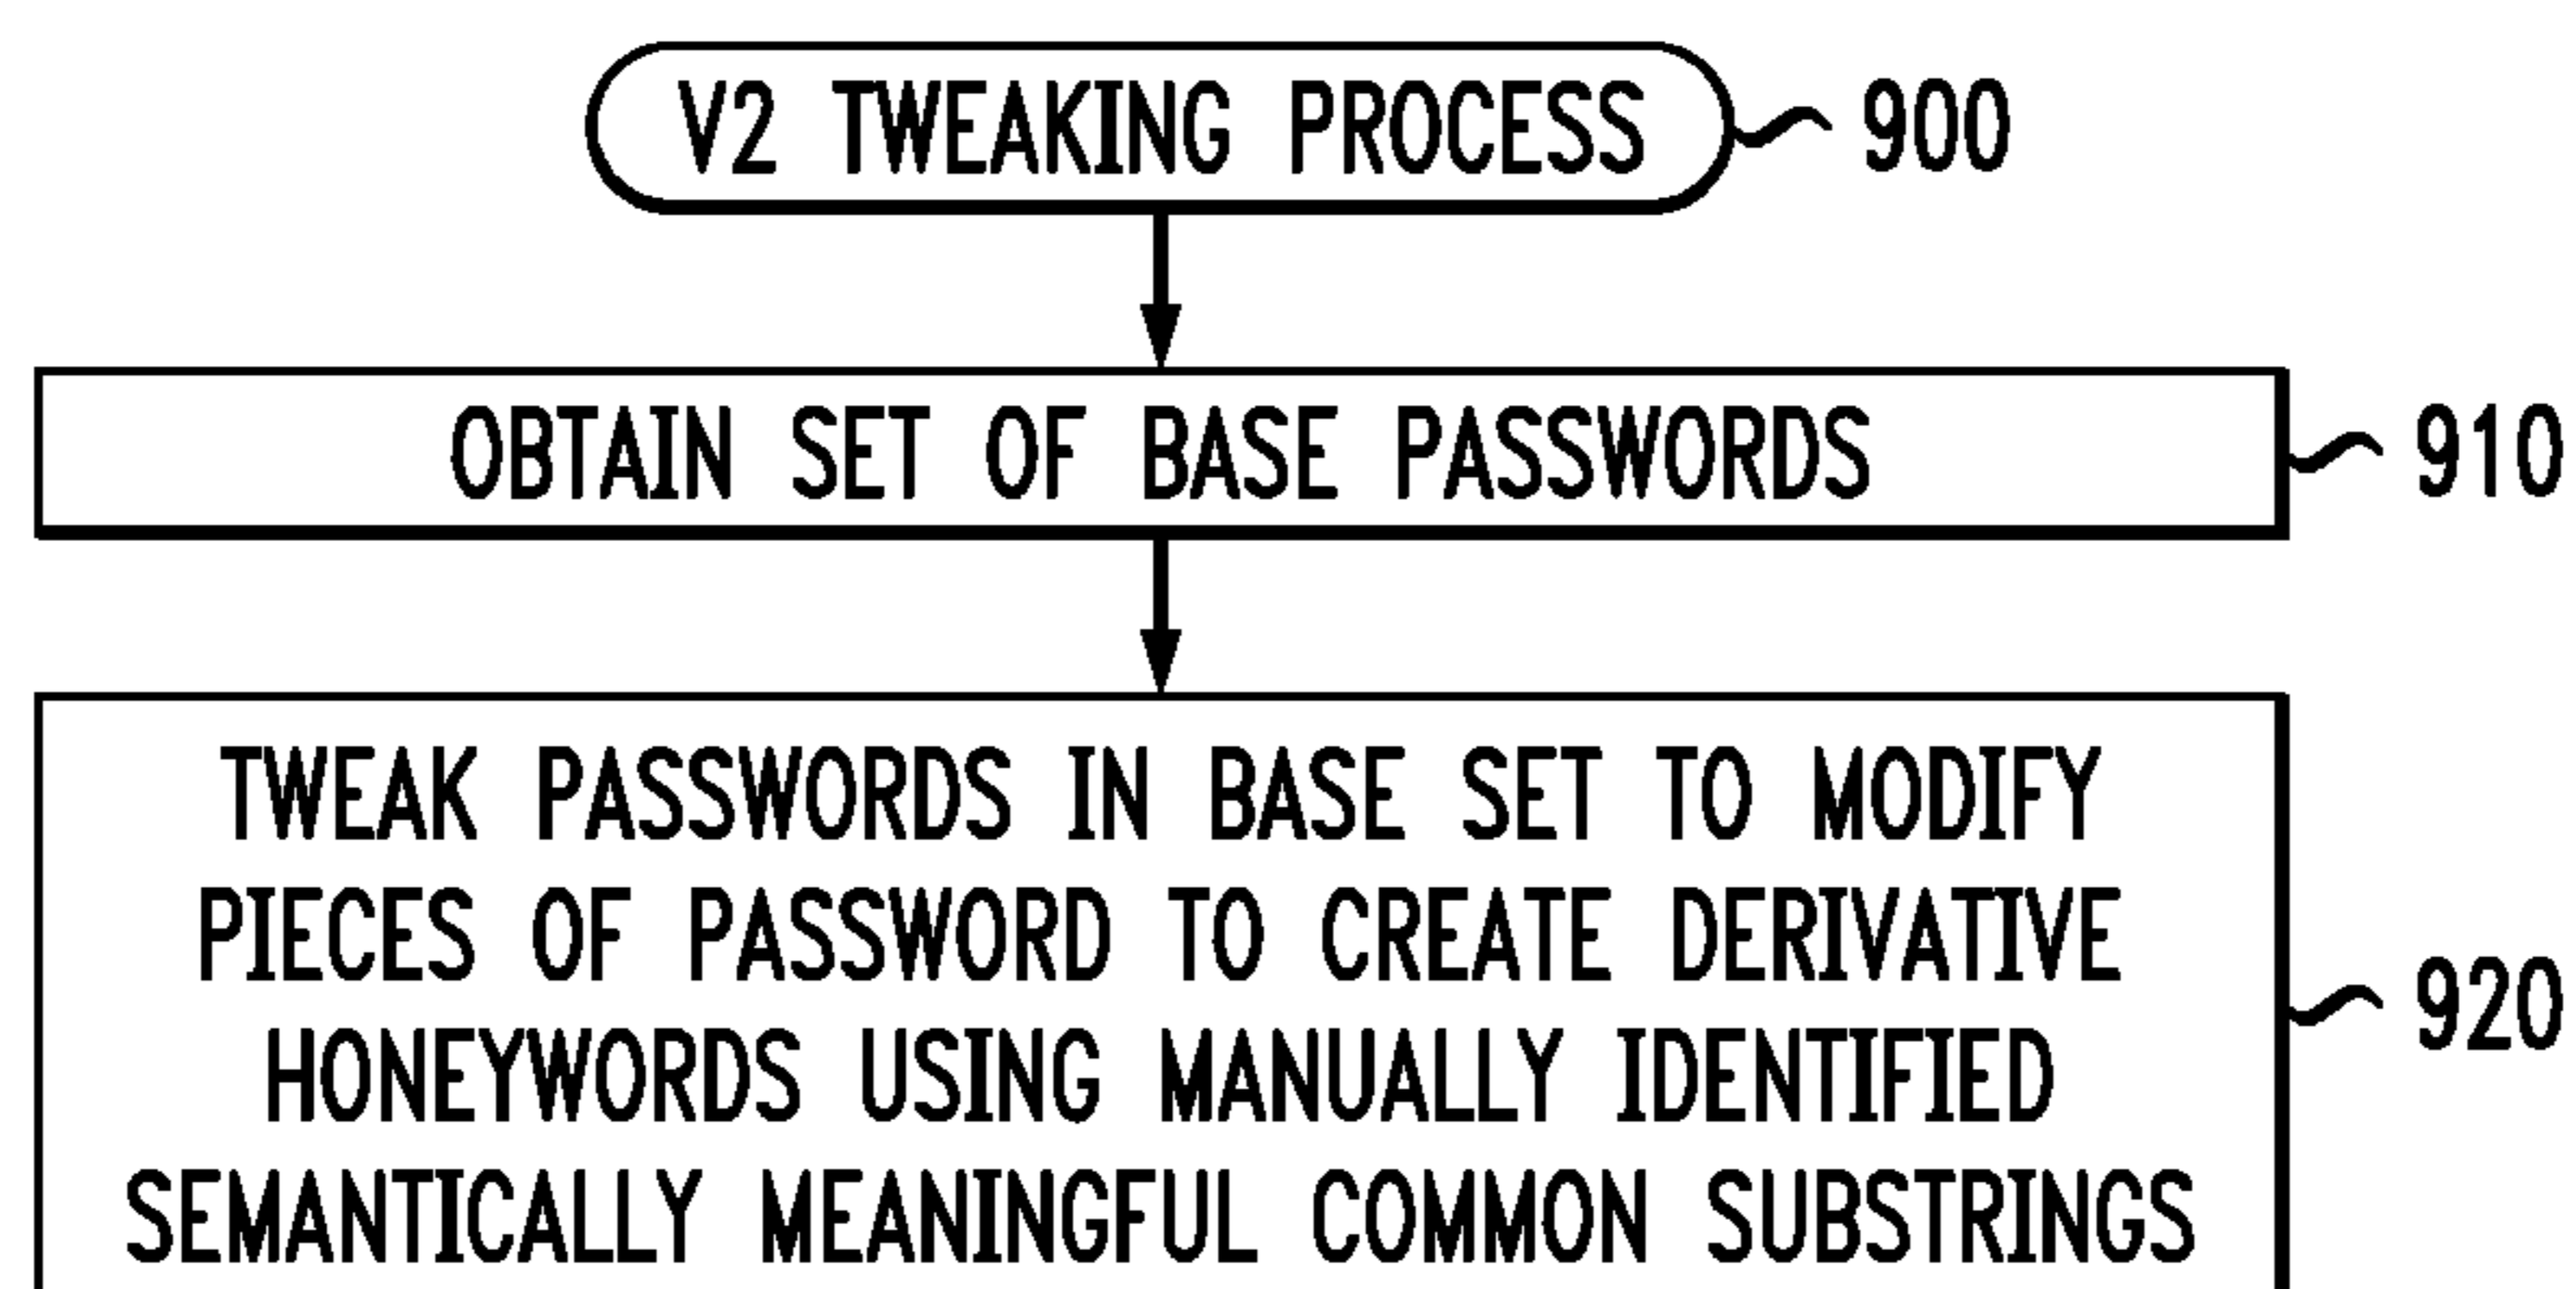 V2 TWEAKING PROCESS 900
OBTAIN SET OF BASE PASSWORDS 910
TWEAK PASSWORDS IN BASE SET TO MODIFY
PIECES OF PASSWORD TO CREATE DERIVATIVE
HONEYWORDS USING MANUALLY IDENTIFIED
SEMANTICALLY MEANINGFUL COMMON SUBSTRINGS
920